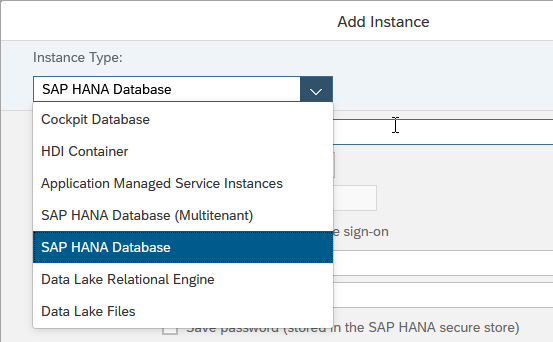 Add Instance
Instance Type:
SAP HANA Database
Cockpit Database
HDI Container
Application Managed Service Instances
SAP HANA Database (Multitenant)
e sign-on
SAP HANA Database
Data Lake Relational Engine
Data Lake Files
Save password (stored in the SAP HANA secure store)